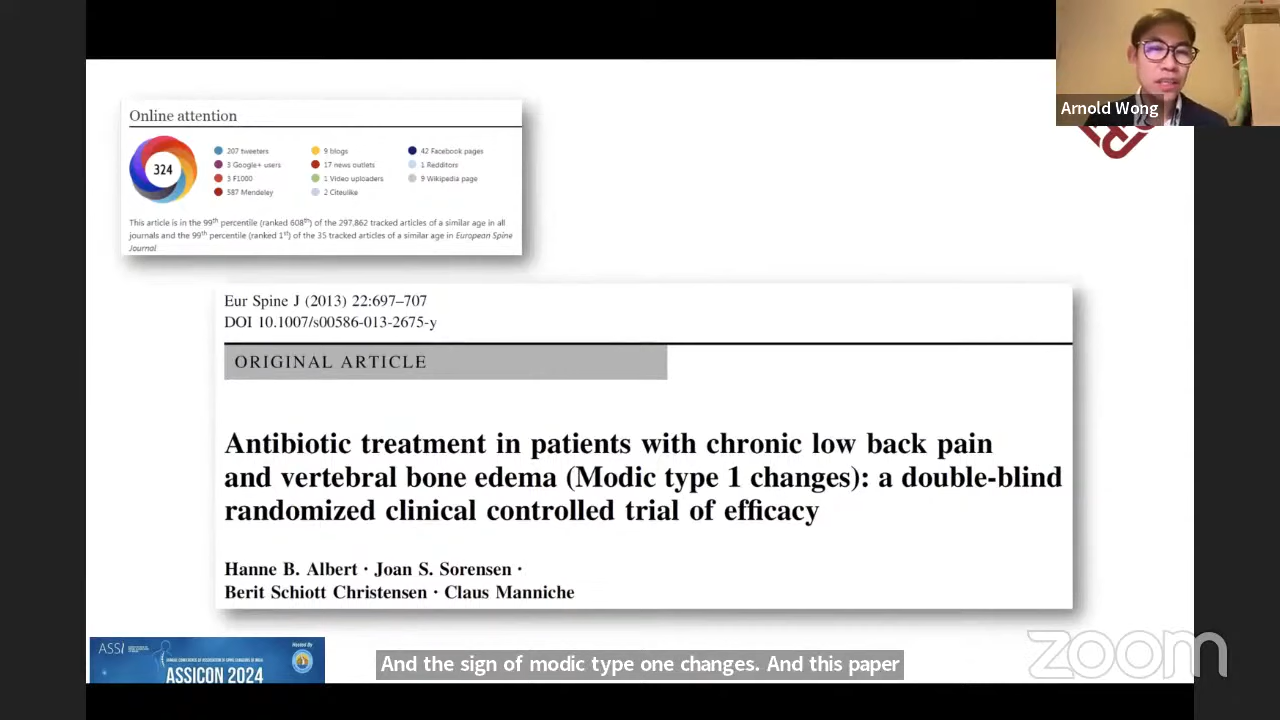 Online attention
324
207 tweeters
9 blogs
42 Facebook pages
3 Google+ users
17 news outlets
1 Redditors
3 F1000
1 Video uploaders
9 Wikipedia page
587 Mendeley
2 Citeulike
This article is in the 99th percentile (ranked 608th) of the 297,862 tracked articles of a similar age in all
journals and the 99th percentile (ranked 1st) of the 35 tracked articles of a similar age in European Spine
Journal
Arnold Wong
Eur Spine J (2013) 22:697–707
DOI 10.1007/s00586-013-2675-y
ORIGINAL ARTICLE
Antibiotic treatment in patients with chronic low back pain
and vertebral bone edema (Modic type 1 changes): a double-blind
randomized clinical controlled trial of efficacy
Hanne B. Albert · Joan S. Sorensen ·
Berit Schiott Christensen · Claus Manniche
ASSI
Hosted By
ASSICON 2024
And the sign of modic type one changes. And this paper
zoom